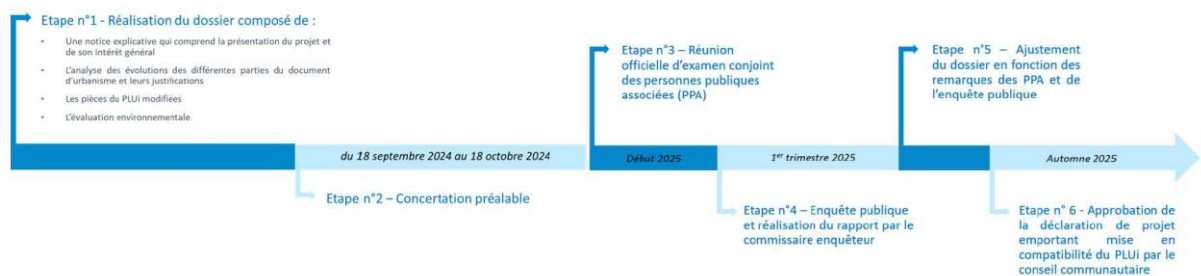 Etape n°1 - Réalisation du dossier composé de :
• Une notice explicative qui comprend la présentation du projet et
de son intérêt général
• L'analyse des évolutions des différentes parties du document
d'urbanisme et leurs justifications
• Les pièces du PLUi modifiées
• L'évaluation environnementale
du 18 septembre 2024 au 18 octobre 2024
Etape n°2 – Concertation préalable
Etape n°3 – Réunion
officielle d'examen conjoint
des personnes publiques
associées (PPA)
Début 2025
1er trimestre 2025
Etape n°4 – Enquête publique
et réalisation du rapport par le
commissaire enquêteur
Etape n°5 – Ajustement
du dossier en fonction des
remarques des PPA et de
l'enquête publique
Automne 2025
Etape n° 6 - Approbation de
la déclaration de projet
emportant mise en
compatibilité du PLUi par le
conseil communautaire